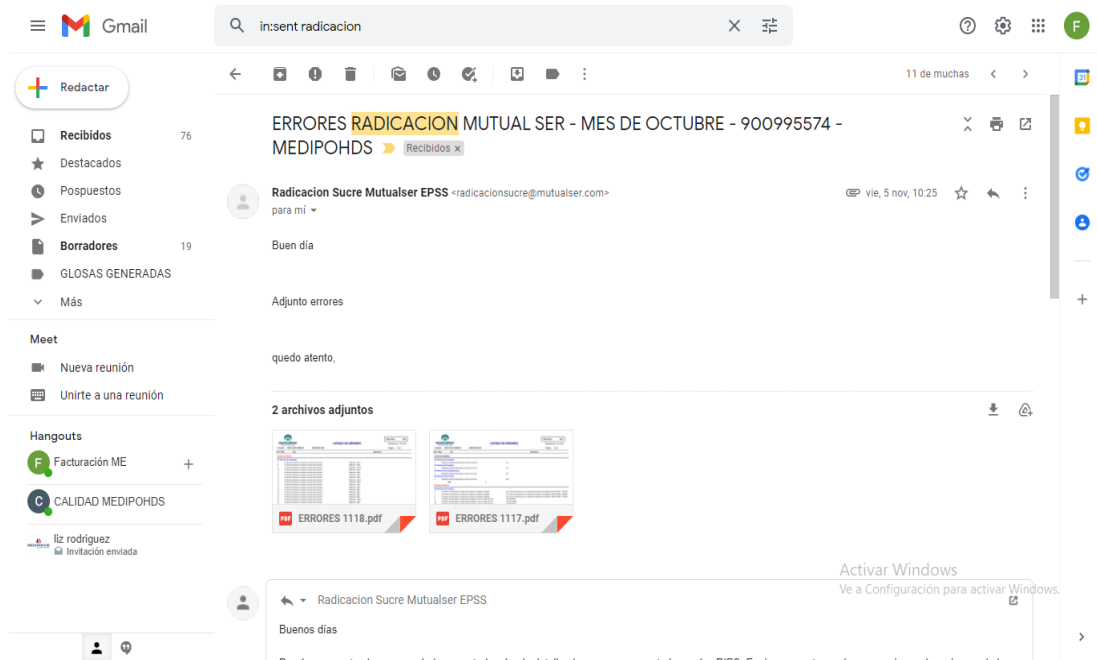 Gmail
in:sent radicacion
F
Redactar
11 de muchas
31
Recibidos 76
Destacados
Pospuestos
Enviados
Borradores 19
GLOSAS GENERADAS
Más
Meet
Nueva reunión
Unirte a una reunión
Hangouts
F Facturación ME
C CALIDAD MEDIPOHDS
liz rodriguez
Invitación enviada
ERRORES RADICACION MUTUAL SER - MES DE OCTUBRE - 900995574 -
MEDIPOHDS Recibidos x
Radicacion Sucre Mutualser EPSS <radicacionsucre@mutualser.com> vie, 5 nov, 10:25
para mí
Buen día
Adjunto errores
quedo atento,
2 archivos adjuntos
PDF ERRORES 1118.pdf
PDF ERRORES 1117.pdf
Activar Windows
Ve a Configuración para activar Windows.
Radicacion Sucre Mutualser EPSS
Buenos días